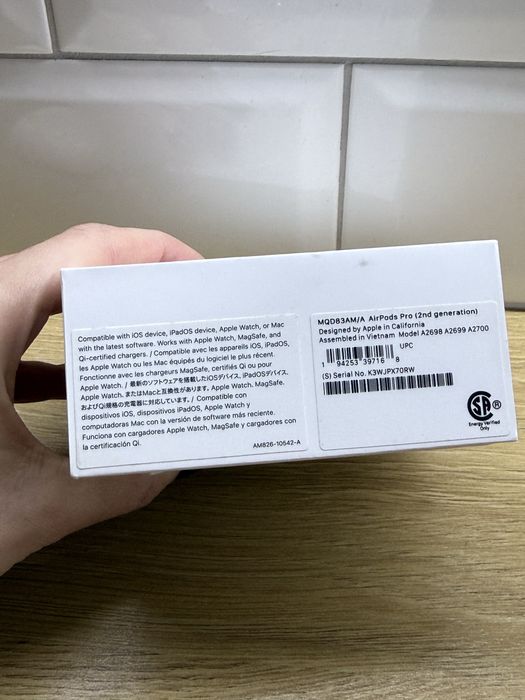 Compatible with iOS device, iPadOS device, Apple Watch, or Mac
with the latest software. Works with Apple Watch, MagSafe, and
Qi-certified chargers. / Compatible avec les appareils iOS, iPadOS,
les Apple Watch ou les Mac équipés du logiciel le plus récent.
Fonctionne avec les chargeurs MagSafe, certifiés Qi ou pour
Apple Watch. / 最新のソフトウェアを搭載したiOSデバイス、iPadOSデバイス、
Apple Watch、またはMacと互換性があります。Apple Watch、MagSafe、
およびQi規格の充電器に対応しています。/ Compatible con
dispositivos iOS, dispositivos iPadOS, Apple Watch y
computadoras Mac con la versión de software más reciente.
Funciona con cargadores Apple Watch, MagSafe y cargadores con
la certificación Qi.
AM826-10542-A
MQD83AM/A AirPods Pro (2nd generation)
Designed by Apple in California
Assembled in Vietnam Model A2698 A2699 A2700
UPC
94253 39716 8
(S) Serial No. K3WJPX70RW
SA ®
Energy Verified
Only